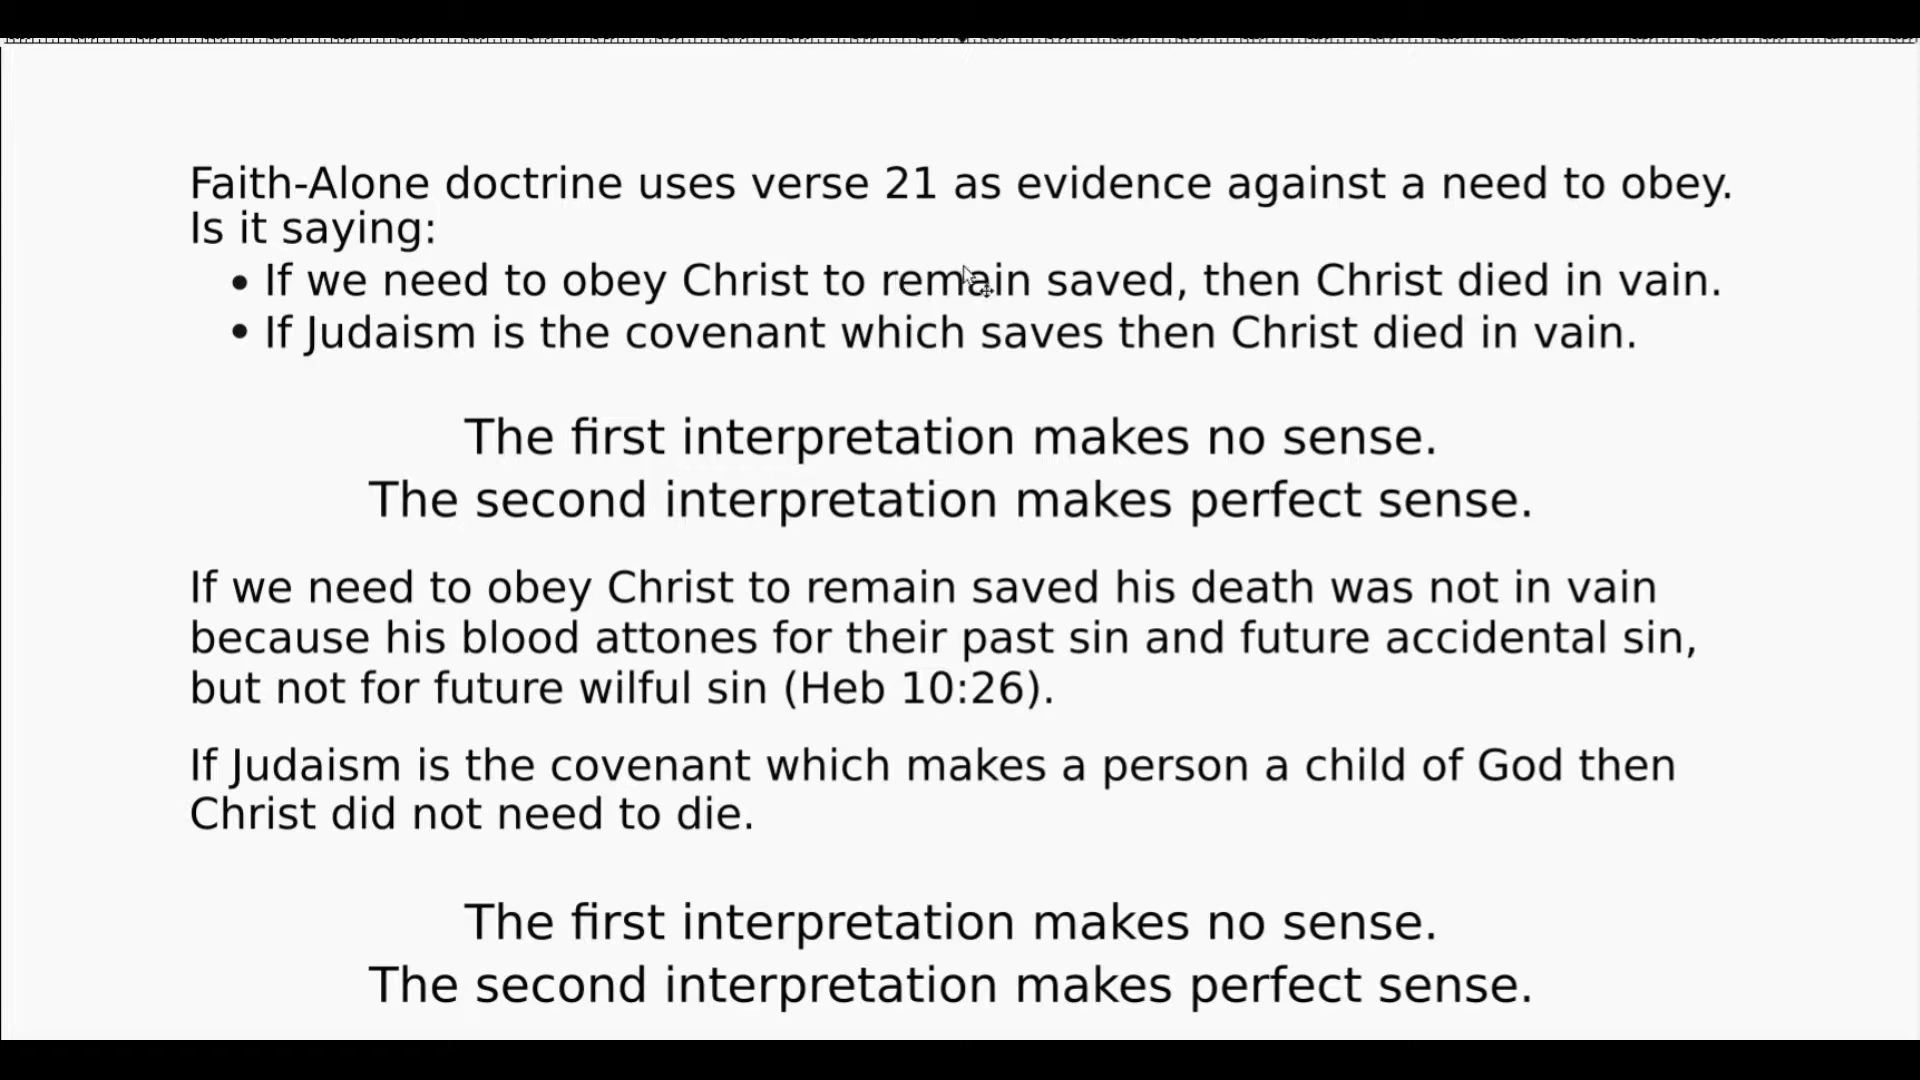 Faith-Alone doctrine uses verse 21 as evidence against a need to obey.
Is it saying:
• If we need to obey Christ to remain saved, then Christ died in vain.
• If Judaism is the covenant which saves then Christ died in vain.
The first interpretation makes no sense.
The second interpretation makes perfect sense.
If we need to obey Christ to remain saved his death was not in vain
because his blood attones for their past sin and future accidental sin,
but not for future wilful sin (Heb 10:26).
If Judaism is the covenant which makes a person a child of God then
Christ did not need to die.
The first interpretation makes no sense.
The second interpretation makes perfect sense.